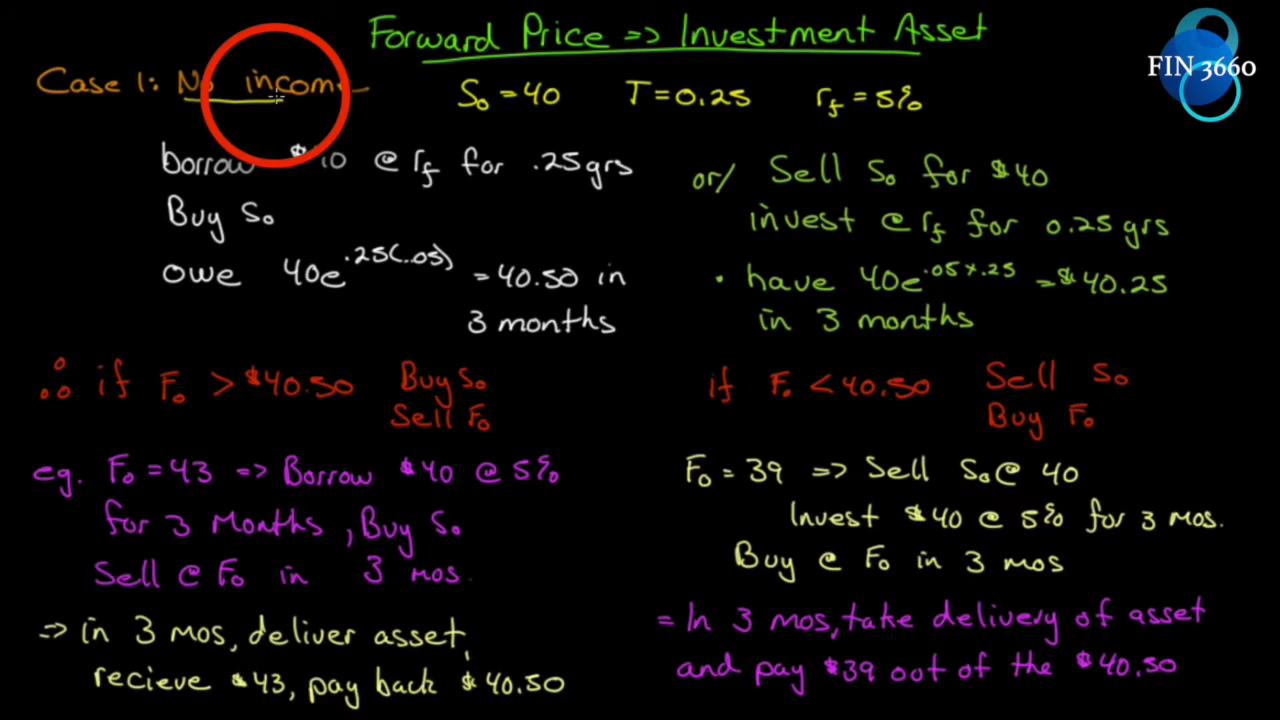 Forward Price => Investment Asset
FIN 3660
Case 1: No income
S₀ = 40 T = 0.25 rf = 5%
borrow $40 @ rf for .25yrs
Buy S₀
owe 40e^.25(.05) = 40.50 in
3 months
or/ Sell S₀ for $40
invest @ rf for 0.25 yrs
• have 40e^.05×.25 = $40.25
in 3 months
∴ if F₀ > $40.50 Buy S₀
Sell F₀
if F₀ < 40.50 Sell S₀
Buy F₀
eg. F₀ = 43 => Borrow $40 @ 5%
for 3 Months, Buy S₀
Sell @ F₀ in 3 mos.
=> in 3 mos, deliver asset,
recieve $43, pay back $40.50
F₀ = 39 => Sell S₀ @ 40
Invest $40 @ 5% for 3 mos.
Buy @ F₀ in 3 mos
= In 3 mos, take delivery of asset
and pay $39 out of the $40.50